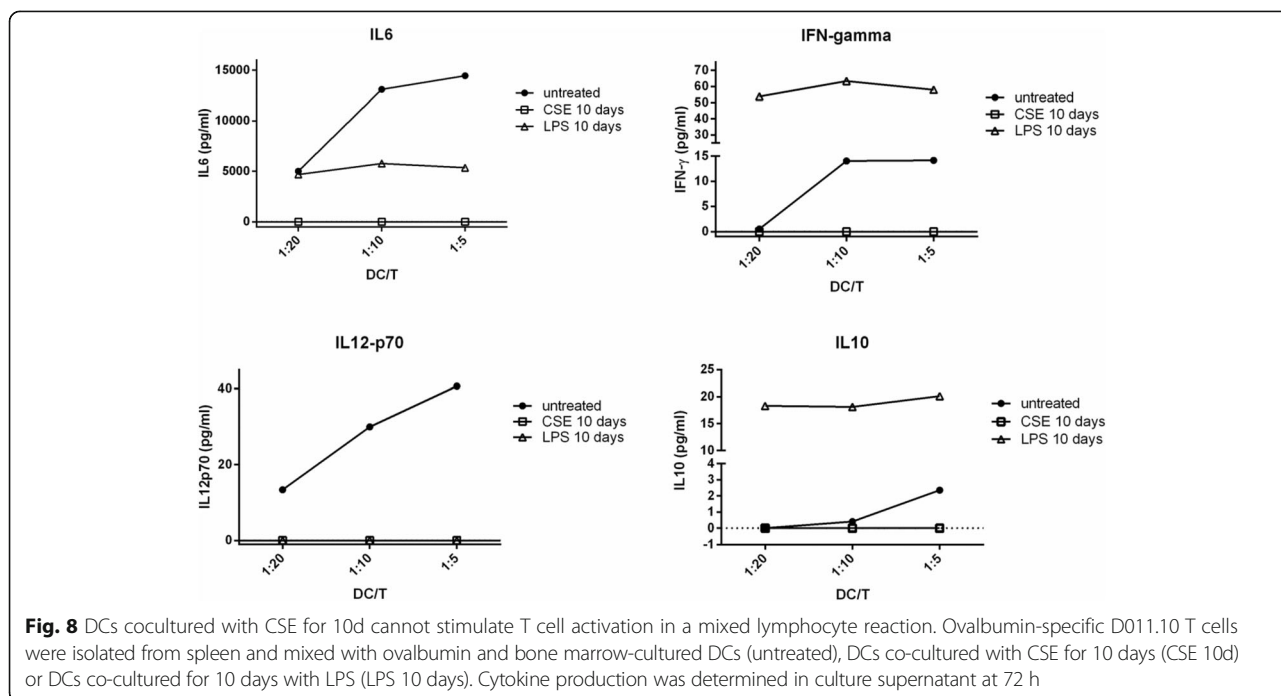 IL6
15000
10000
5000
0
IL6 (pg/ml)
1:20
1:10
1:5
DC/T
untreated
CSE 10 days
LPS 10 days
IFN-gamma
70
60
50
40
30
15
10
5
0
IFN-γ (pg/ml)
1:20
1:10
1:5
DC/T
untreated
CSE 10 days
LPS 10 days
IL12-p70
40
20
0
IL12p70 (pg/ml)
1:20
1:10
1:5
DC/T
untreated
CSE 10 days
LPS 10 days
IL10
25
20
15
10
4
3
2
1
0
-1
IL10 (pg/ml)
1:20
1:10
1:5
DC/T
untreated
CSE 10 days
LPS 10 days
Fig. 8 DCs cocultured with CSE for 10d cannot stimulate T cell activation in a mixed lymphocyte reaction. Ovalbumin-specific D011.10 T cells
were isolated from spleen and mixed with ovalbumin and bone marrow-cultured DCs (untreated), DCs co-cultured with CSE for 10 days (CSE 10d)
or DCs co-cultured for 10 days with LPS (LPS 10 days). Cytokine production was determined in culture supernatant at 72 h